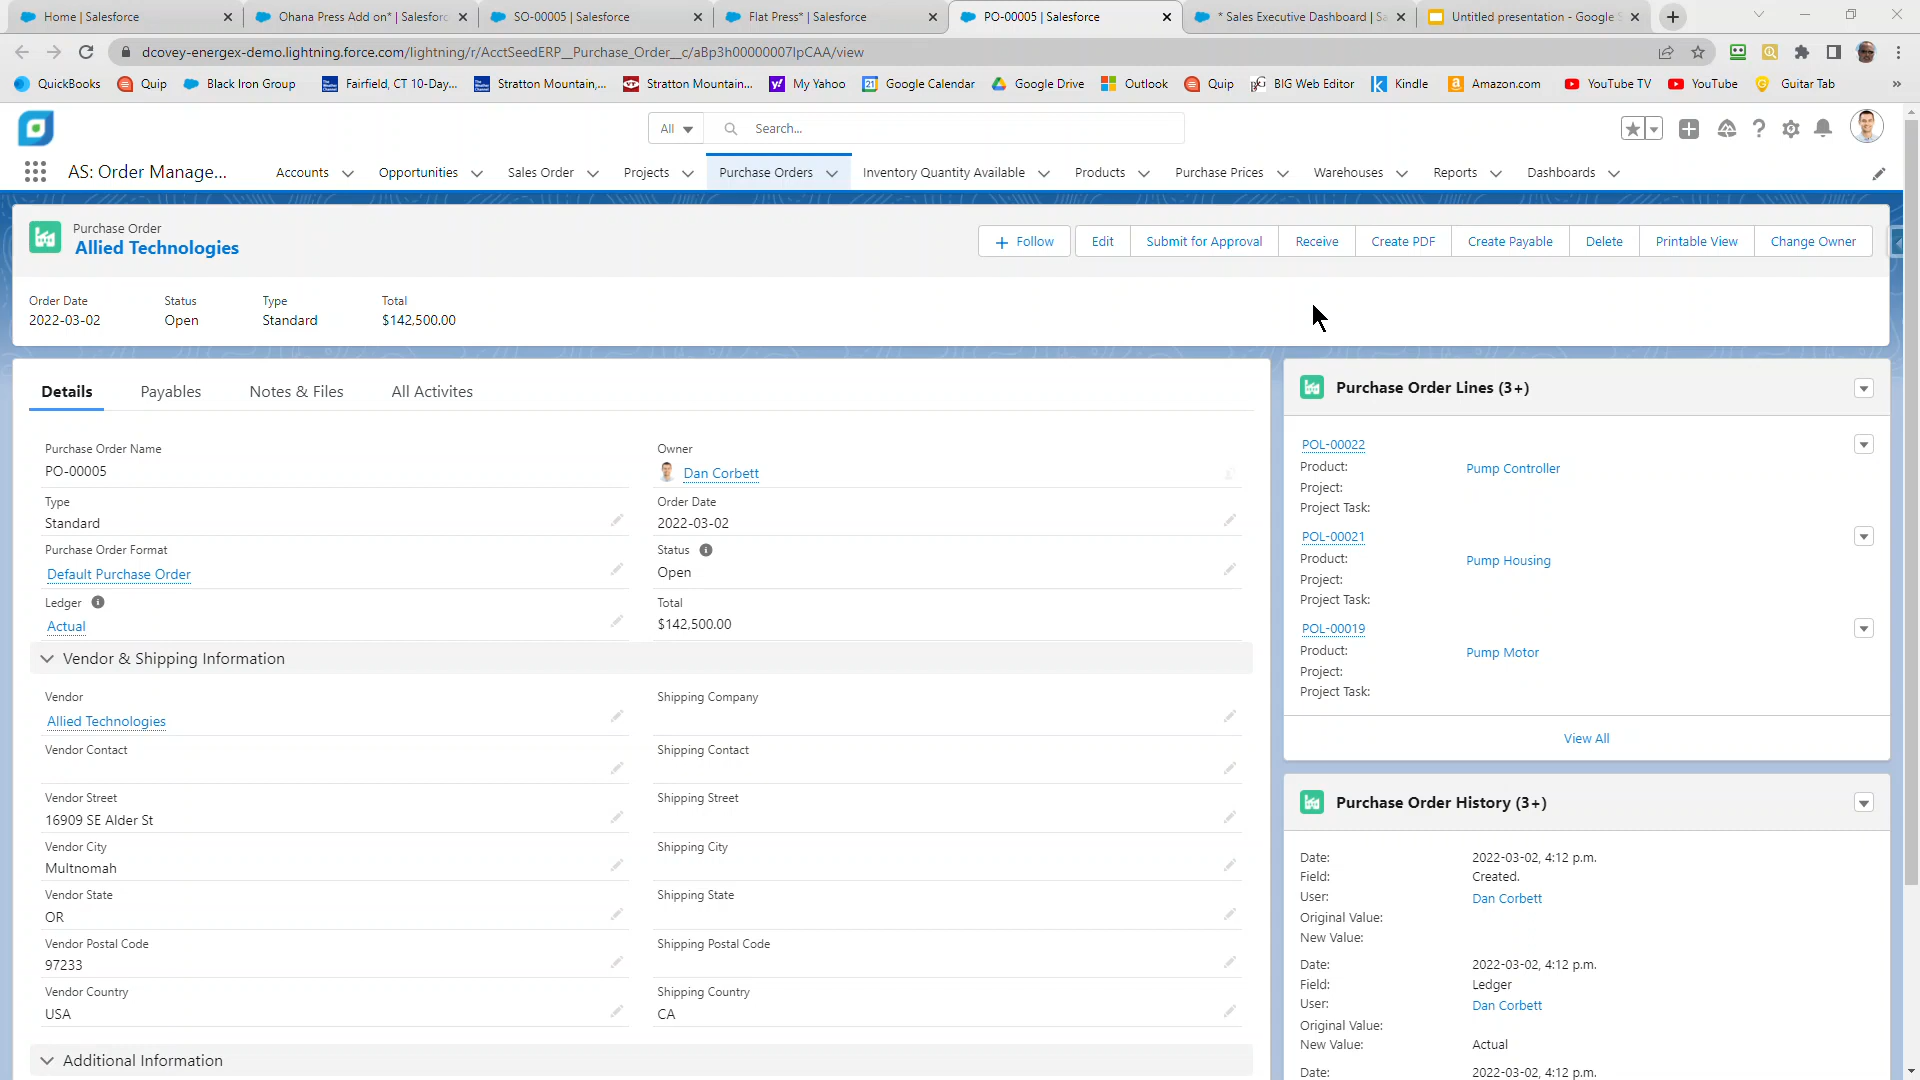 Home | Salesforce
Ohana Press Add on* | Salesforc
SO-00005 | Salesforce
Flat Press* | Salesforce
PO-00005 | Salesforce
* Sales Executive Dashboard | Sa
Untitled presentation - Google S
dcovey-energex-demo.lightning.force.com/lightning/r/AcctSeedERP__Purchase_Order__c/aBp3h00000007lpCAA/view
QuickBooks
Quip
Black Iron Group
Fairfield, CT 10-Day...
Stratton Mountain,...
Stratton Mountain...
My Yahoo
Google Calendar
Google Drive
Outlook
Quip
BIG Web Editor
Kindle
Amazon.com
YouTube TV
YouTube
Guitar Tab
»
All
Search...
AS: Order Manage...
Accounts
Opportunities
Sales Order
Projects
Purchase Orders
Inventory Quantity Available
Products
Purchase Prices
Warehouses
Reports
Dashboards
Purchase Order
Allied Technologies
Follow
Edit
Submit for Approval
Receive
Create PDF
Create Payable
Delete
Printable View
Change Owner
Order Date
2022-03-02
Status
Open
Type
Standard
Total
$142,500.00
Details
Payables
Notes & Files
All Activites
Purchase Order Name
PO-00005
Owner
Dan Corbett
Type
Standard
Order Date
2022-03-02
Purchase Order Format
Default Purchase Order
Status
Open
Ledger
Actual
Total
$142,500.00
Vendor & Shipping Information
Vendor
Allied Technologies
Shipping Company
Vendor Contact
Shipping Contact
Vendor Street
16909 SE Alder St
Shipping Street
Vendor City
Multnomah
Shipping City
Vendor State
OR
Shipping State
Vendor Postal Code
97233
Shipping Postal Code
Vendor Country
USA
Shipping Country
CA
Additional Information
Purchase Order Lines (3+)
POL-00022
Product: Pump Controller
Project:
Project Task:
POL-00021
Product: Pump Housing
Project:
Project Task:
POL-00019
Product: Pump Motor
Project:
Project Task:
View All
Purchase Order History (3+)
Date: 2022-03-02, 4:12 p.m.
Field: Created.
User: Dan Corbett
Original Value:
New Value:
Date: 2022-03-02, 4:12 p.m.
Field: Ledger
User: Dan Corbett
Original Value:
New Value: Actual
Date: 2022-03-02, 4:12 p.m.